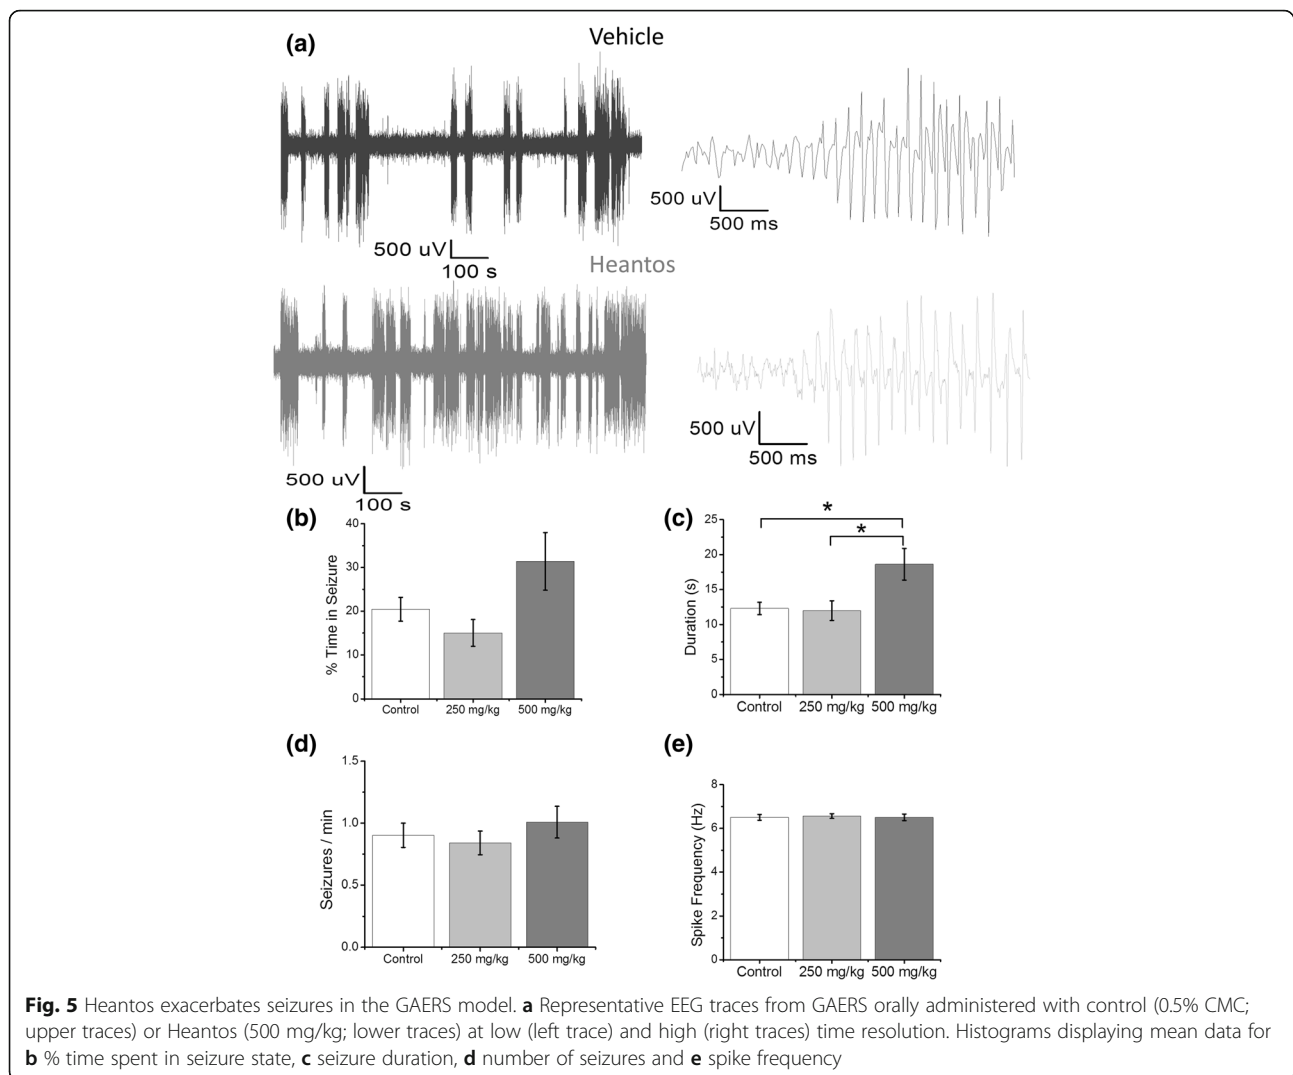 (a)
Vehicle
500 uV
100 s
500 uV
500 ms
Heantos
500 uV
100 s
500 uV
500 ms
(b)
% Time in Seizure
40
30
20
10
0
Control 250 mg/kg 500 mg/kg
(c)
* 
*
Duration (s)
25
20
15
10
5
0
Control 250 mg/kg 500 mg/kg
(d)
Seizures / min
1.5
1.0
0.5
0.0
Control 250 mg/kg 500 mg/kg
(e)
Spike Frequency (Hz)
8
6
4
2
0
Control 250 mg/kg 500 mg/kg
Fig. 5 Heantos exacerbates seizures in the GAERS model. a Representative EEG traces from GAERS orally administered with control (0.5% CMC;
upper traces) or Heantos (500 mg/kg; lower traces) at low (left trace) and high (right traces) time resolution. Histograms displaying mean data for
b % time spent in seizure state, c seizure duration, d number of seizures and e spike frequency